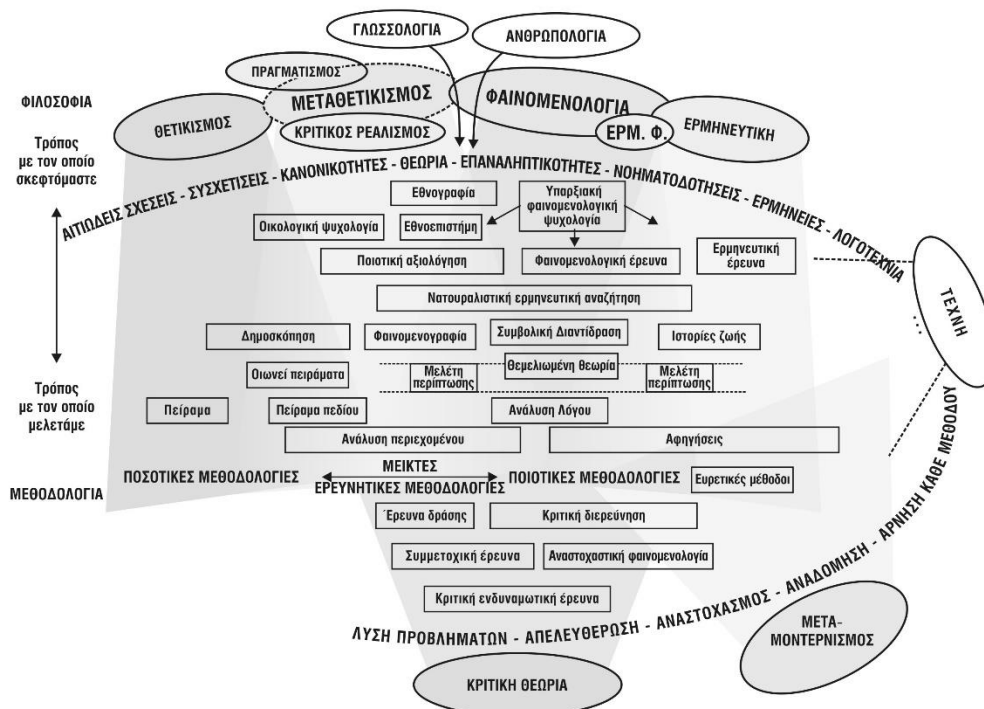 ΓΛΩΣΣΟΛΟΓΙΑ
ΑΝΘΡΩΠΟΛΟΓΙΑ
ΠΡΑΓΜΑΤΙΣΜΟΣ
ΦΙΛΟΣΟΦΙΑ
ΘΕΤΙΚΙΣΜΟΣ
ΜΕΤΑΘΕΤΙΚΙΣΜΟΣ
ΚΡΙΤΙΚΟΣ ΡΕΑΛΙΣΜΟΣ
ΦΑΙΝΟΜΕΝΟΛΟΓΙΑ
ΕΡΜ. Φ.
ΕΡΜΗΝΕΥΤΙΚΗ
Τρόπος
με τον οποίο
σκεφτόμαστε
ΑΙΤΙΩΔΕΙΣ ΣΧΕΣΕΙΣ - ΣΥΣΧΕΤΙΣΕΙΣ - ΚΑΝΟΝΙΚΟΤΗΤΕΣ - ΘΕΩΡΙΑ - ΕΠΑΝΑΛΗΠΤΙΚΟΤΗΤΕΣ - ΝΟΗΜΑΤΟΔΟΤΗΣΕΙΣ - ΕΡΜΗΝΕΙΕΣ - ΛΟΓΟΤΕΧΝΙΑ
Εθνογραφία
Υπαρξιακή
φαινομενολογική
ψυχολογία
Οικολογική ψυχολογία
Εθνοεπιστήμη
Ποιοτική αξιολόγηση
Φαινομενολογική έρευνα
Ερμηνευτική
έρευνα
ΤΕΧΝΗ
...
Νατουραλιστική ερμηνευτική αναζήτηση
Δημοσκόπηση
Φαινομενογραφία
Συμβολική Διαντίδραση
Ιστορίες ζωής
Οιωνεί πειράματα
Μελέτη
περίπτωσης
Θεμελιωμένη θεωρία
Μελέτη
περίπτωσης
Τρόπος
με τον οποίο
μελετάμε
Πείραμα
Πείραμα πεδίου
Ανάλυση Λόγου
Ανάλυση περιεχομένου
Αφηγήσεις
ΜΕΘΟΔΟΛΟΓΙΑ
ΠΟΣΟΤΙΚΕΣ ΜΕΘΟΔΟΛΟΓΙΕΣ
ΜΕΙΚΤΕΣ
ΕΡΕΥΝΗΤΙΚΕΣ ΜΕΘΟΔΟΛΟΓΙΕΣ
ΠΟΙΟΤΙΚΕΣ ΜΕΘΟΔΟΛΟΓΙΕΣ
Ευρετικές μέθοδοι
Έρευνα δράσης
Κριτική διερεύνηση
Συμμετοχική έρευνα
Αναστοχαστική φαινομενολογία
Κριτική ενδυναμωτική έρευνα
ΛΥΣΗ ΠΡΟΒΛΗΜΑΤΩΝ - ΑΠΕΛΕΥΘΕΡΩΣΗ - ΑΝΑΣΤΟΧΑΣΜΟΣ - ΑΝΑΔΟΜΗΣΗ - ΑΡΝΗΣΗ ΚΑΘΕ ΜΕΘΟΔΟΥ
ΜΕΤΑ-
ΜΟΝΤΕΡΝΙΣΜΟΣ
ΚΡΙΤΙΚΗ ΘΕΩΡΙΑ